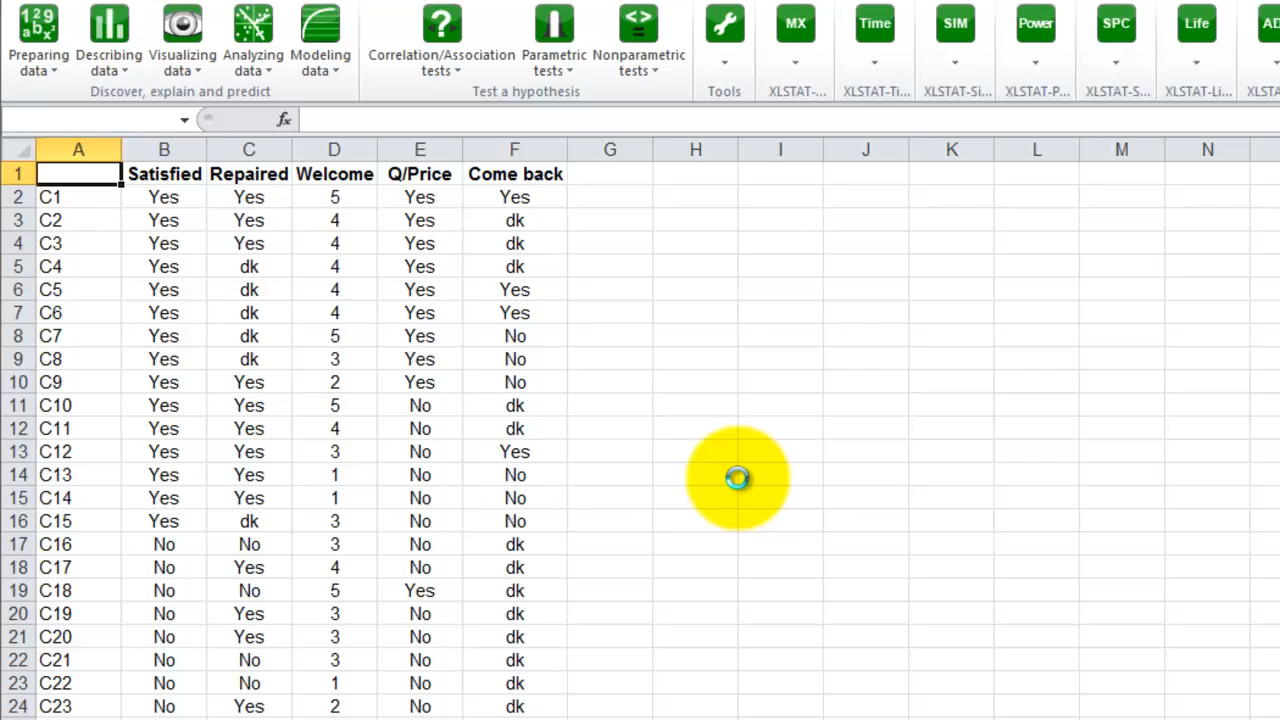 129 abx² ? <> MX Time SIM Power SPC Life
Preparing data Describing data Visualizing data Analyzing data Modeling data Correlation/Association tests Parametric tests Nonparametric tests
Discover, explain and predict Test a hypothesis Tools XLSTAT-... XLSTAT-Ti... XLSTAT-Si... XLSTAT-P... XLSTAT-S... XLSTAT-Li...
fx
A B C D E F G H I J K L M N
1 Satisfied Repaired Welcome Q/Price Come back
2 C1 Yes Yes 5 Yes Yes
3 C2 Yes Yes 4 Yes dk
4 C3 Yes Yes 4 Yes dk
5 C4 Yes dk 4 Yes dk
6 C5 Yes dk 4 Yes Yes
7 C6 Yes dk 4 Yes Yes
8 C7 Yes dk 5 Yes No
9 C8 Yes dk 3 Yes No
10 C9 Yes Yes 2 Yes No
11 C10 Yes Yes 5 No dk
12 C11 Yes Yes 4 No dk
13 C12 Yes Yes 3 No Yes
14 C13 Yes Yes 1 No No
15 C14 Yes Yes 1 No No
16 C15 Yes dk 3 No No
17 C16 No No 3 No dk
18 C17 No Yes 4 No dk
19 C18 No No 5 Yes dk
20 C19 No Yes 3 No dk
21 C20 No Yes 3 No dk
22 C21 No No 3 No dk
23 C22 No No 1 No dk
24 C23 No Yes 2 No dk